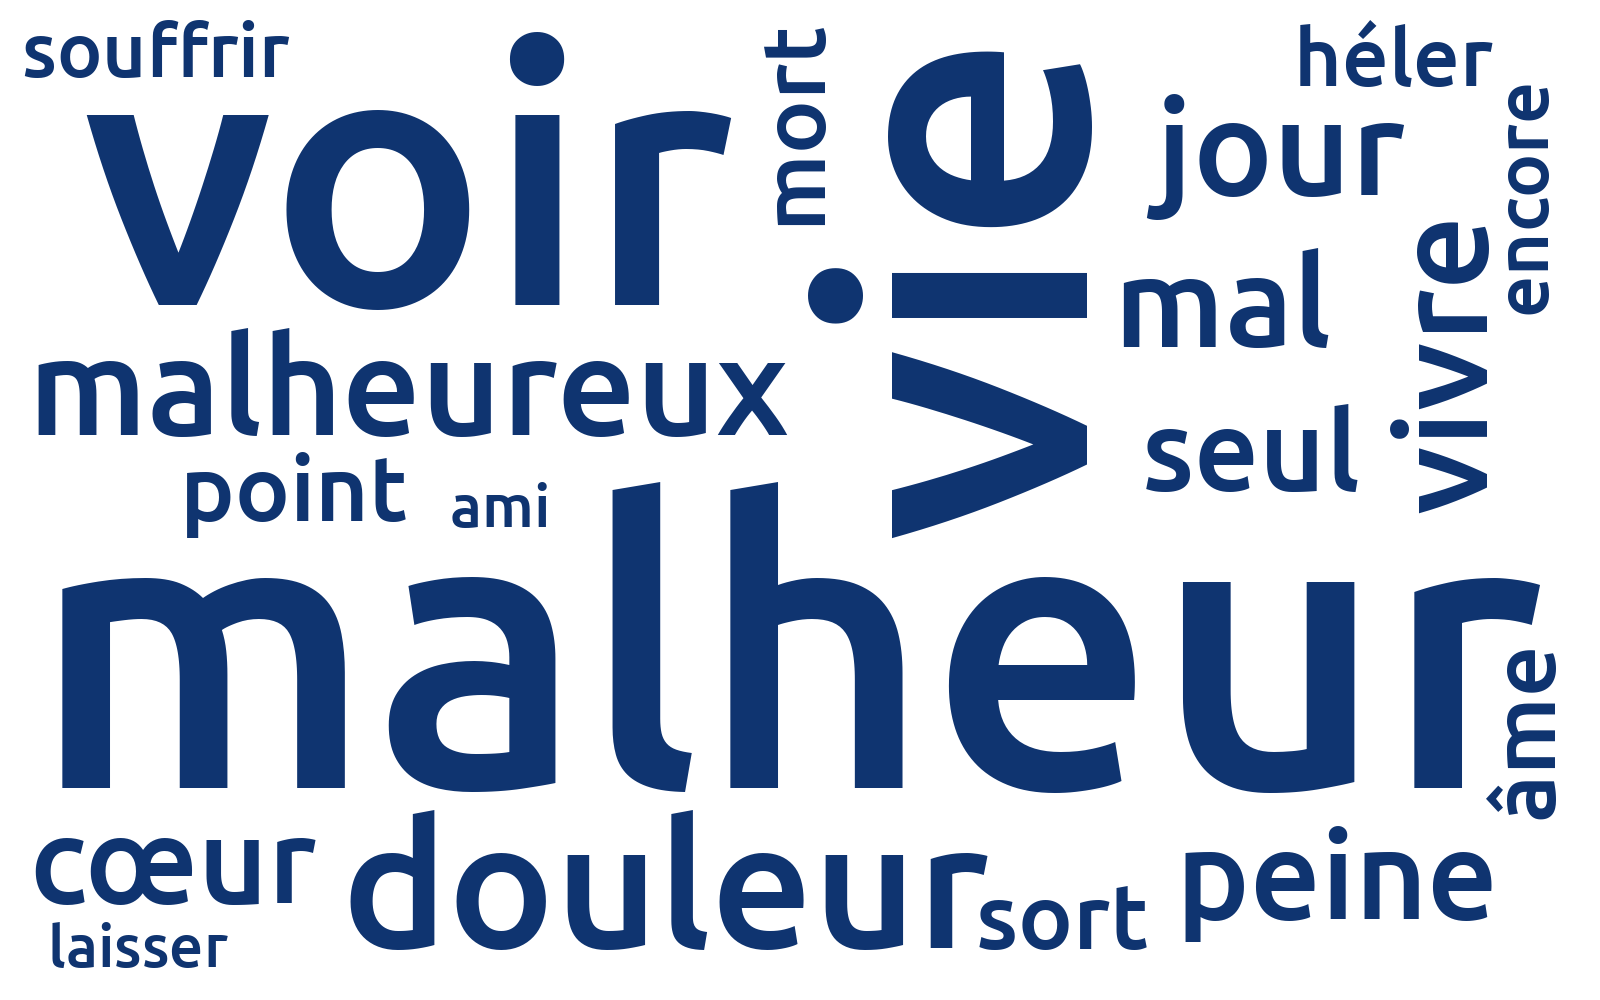 souffrir
voir
mort
vie
héler
jour
encore
mal
vivre
malheureux
seul
point
ami
malheur
âme
cœur
douleur
peine
sort
laisser